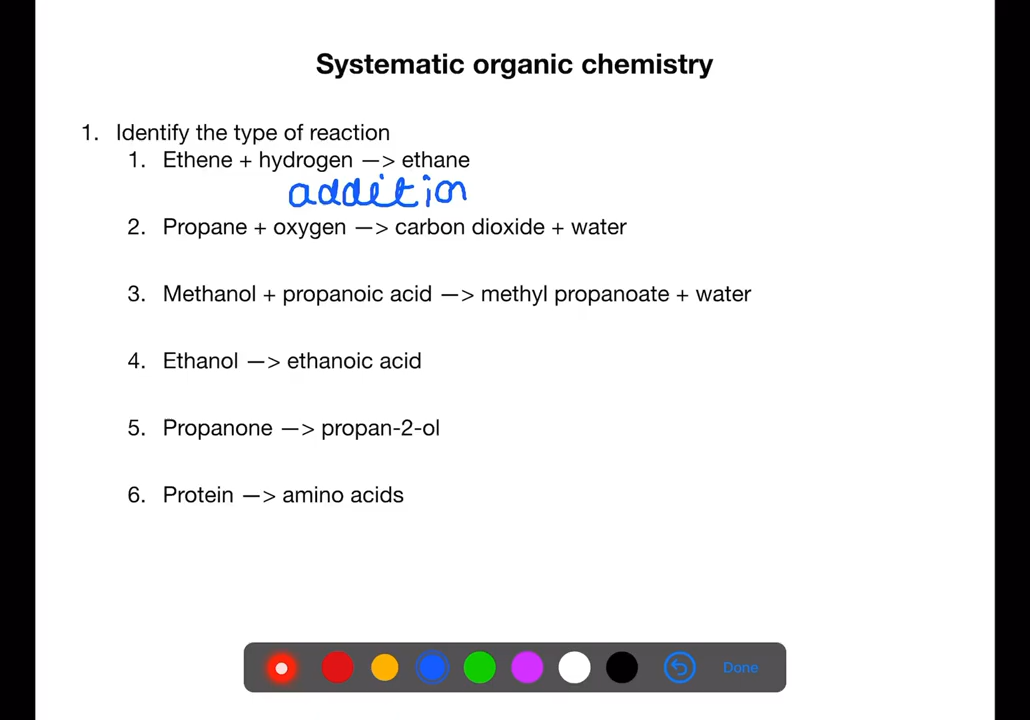 Systematic organic chemistry
1. Identify the type of reaction
1. Ethene + hydrogen —> ethane
addition
2. Propane + oxygen —> carbon dioxide + water
3. Methanol + propanoic acid —> methyl propanoate + water
4. Ethanol —> ethanoic acid
5. Propanone —> propan-2-ol
6. Protein —> amino acids
Done